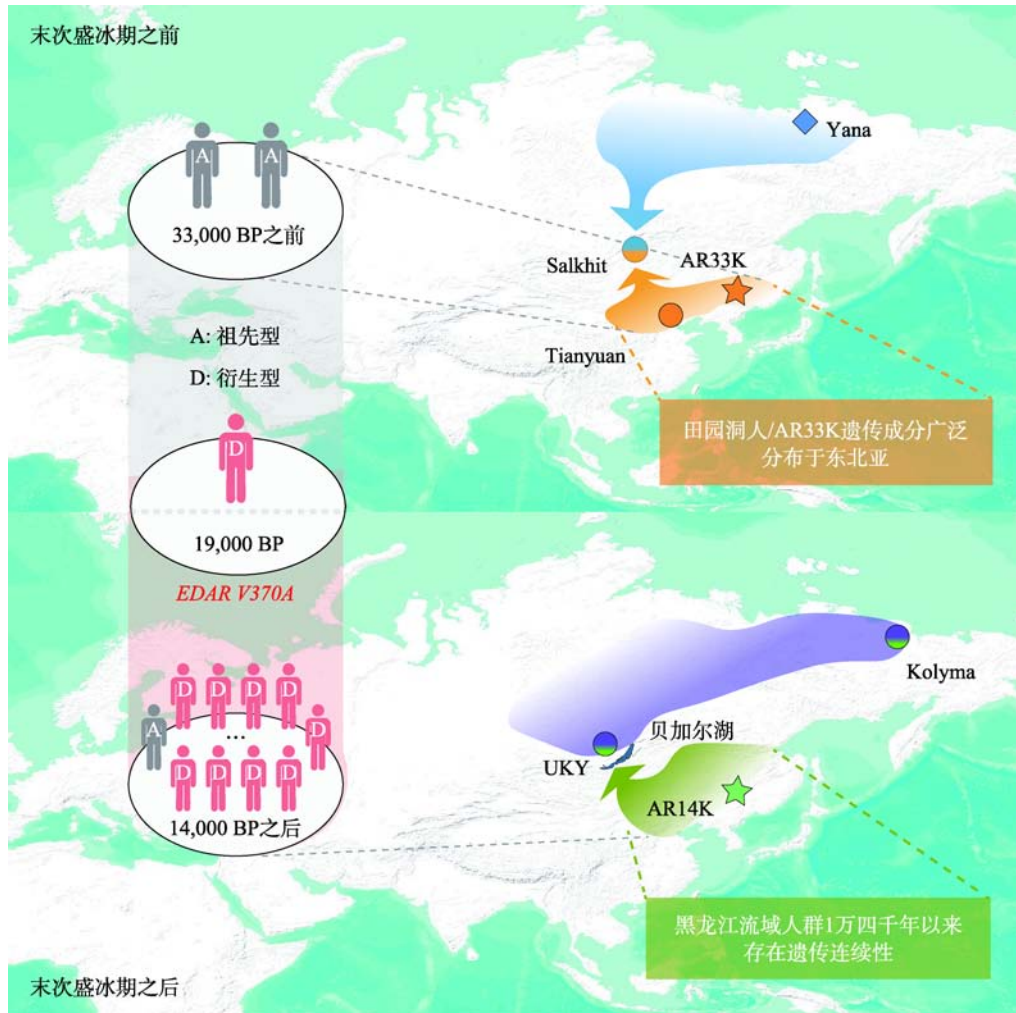 末次盛冰期之前
A
A
33,000 BP之前
A: 祖先型
D: 衍生型
D
19,000 BP
EDAR V370A
D D D D
A
D
...
D D D D
14,000 BP之后
Yana
Salkhit
AR33K
Tianyuan
田园洞人/AR33K遗传成分广泛
分布于东北亚
Kolyma
贝加尔湖
UKY
AR14K
黑龙江流域人群1万四千年以来
存在遗传连续性
末次盛冰期之后